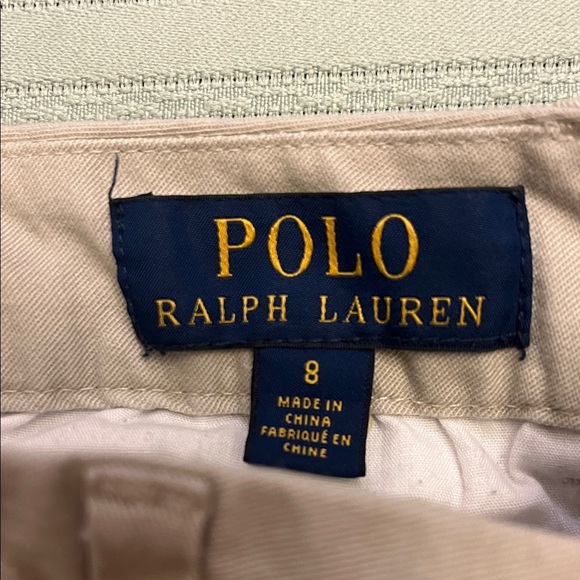 POLO
RALPH LAUREN
8
MADE IN
CHINA
FABRIQUÉ EN
CHINE